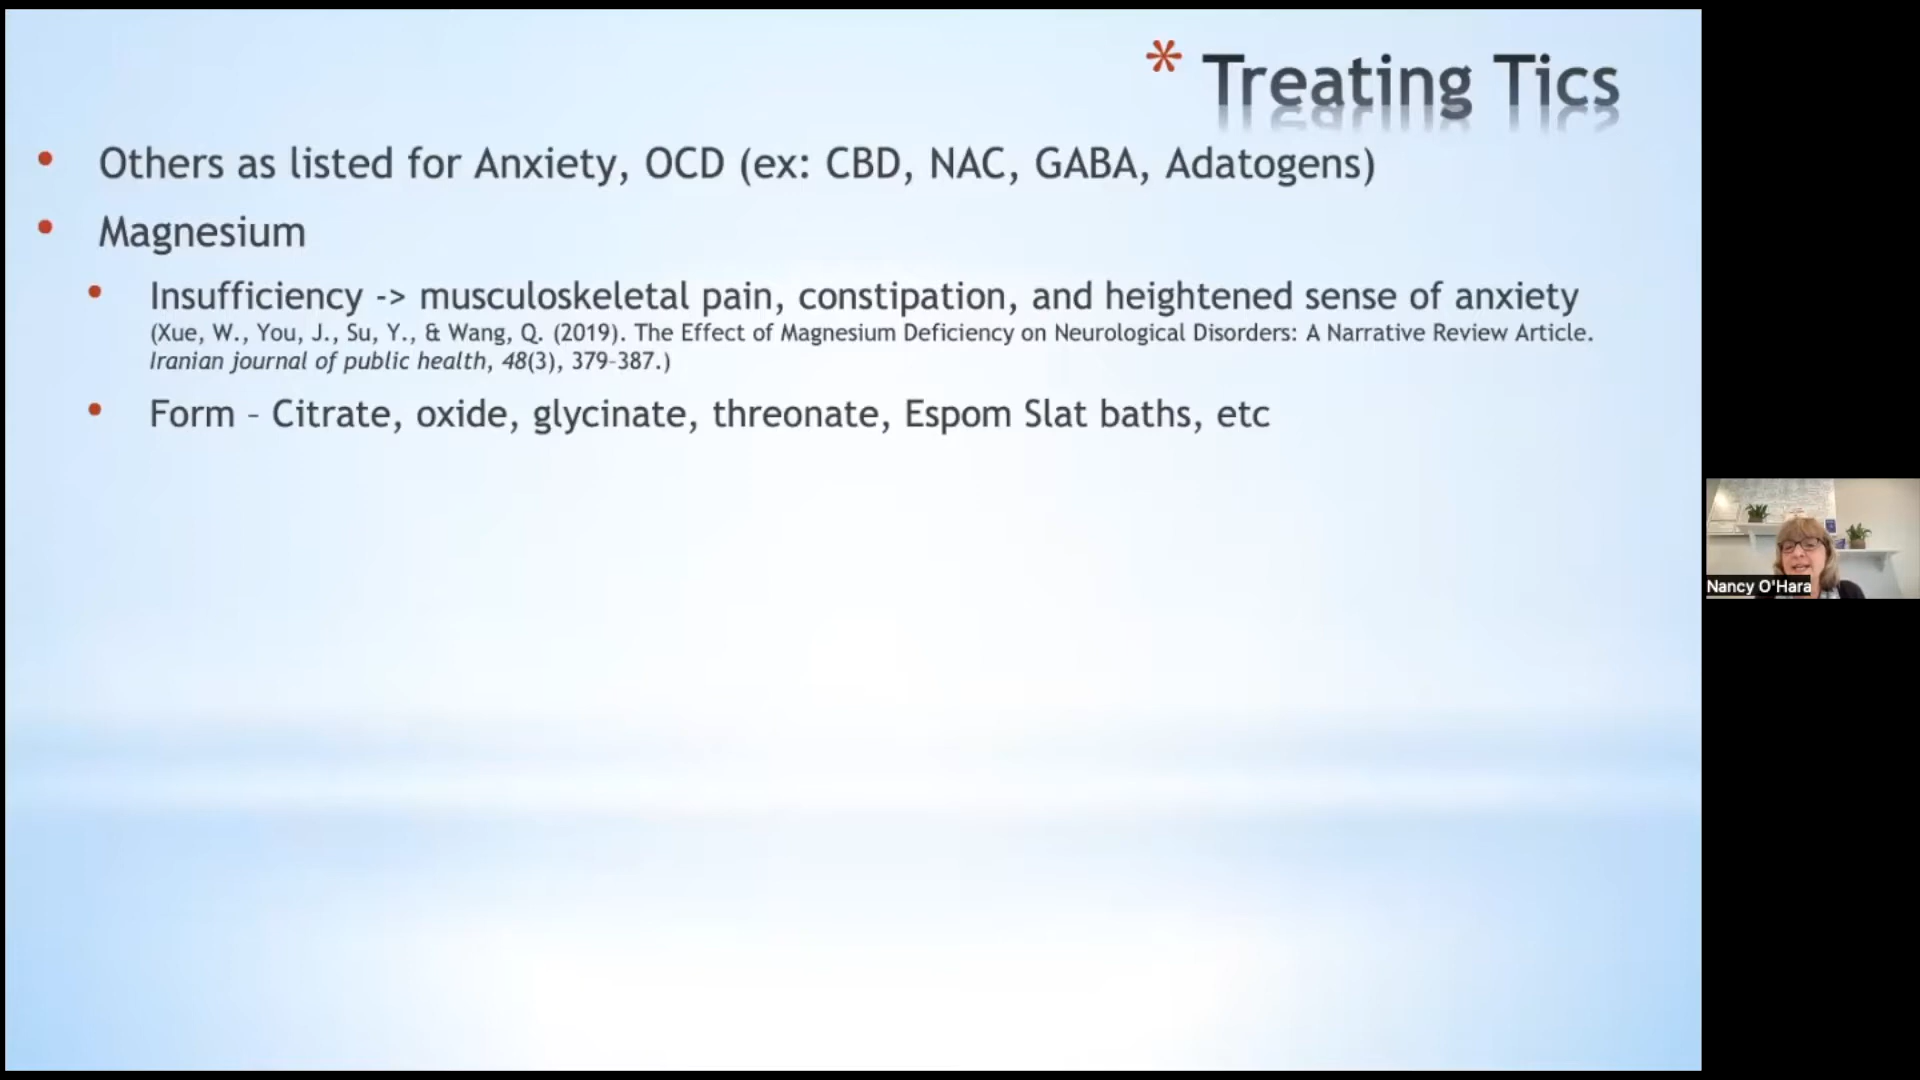 * Treating Tics
• Others as listed for Anxiety, OCD (ex: CBD, NAC, GABA, Adatogens)
• Magnesium
• Insufficiency -> musculoskeletal pain, constipation, and heightened sense of anxiety
(Xue, W., You, J., Su, Y., & Wang, Q. (2019). The Effect of Magnesium Deficiency on Neurological Disorders: A Narrative Review Article.
Iranian journal of public health, 48(3), 379–387.)
• Form – Citrate, oxide, glycinate, threonate, Espom Slat baths, etc
Nancy O'Hara